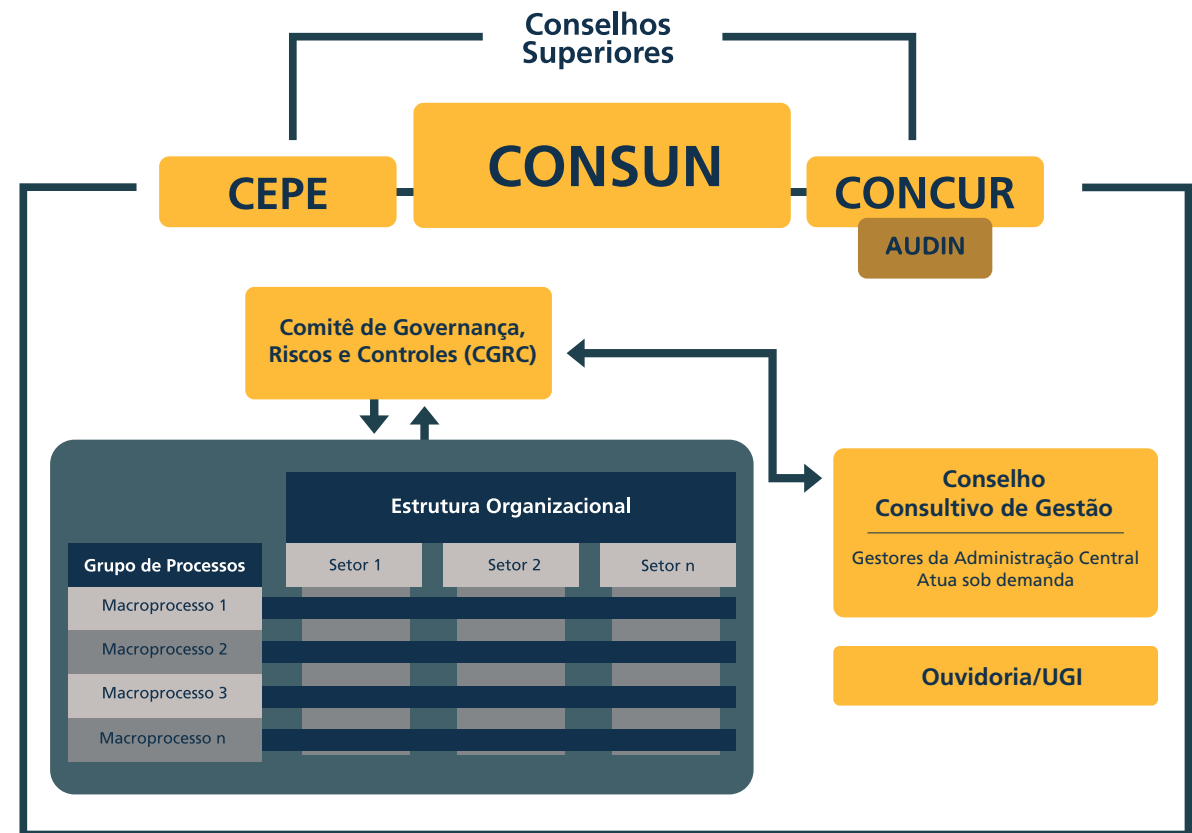 Conselhos
Superiores
CEPE
CONSUN
CONCUR
AUDIN
Comitê de Governança,
Riscos e Controles (CGRC)
Estrutura Organizacional
Grupo de Processos
Setor 1
Setor 2
Setor n
Macroprocesso 1
Macroprocesso 2
Macroprocesso 3
Macroprocesso n
Conselho
Consultivo de Gestão
Gestores da Administração Central
Atua sob demanda
Ouvidoria/UGI